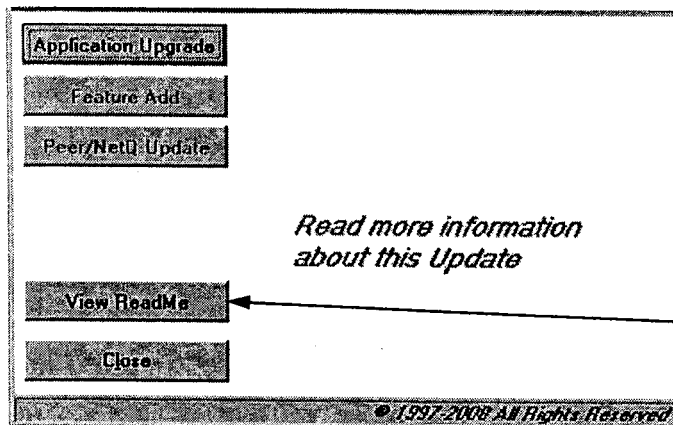 Application Upgrade
Feature Add
Peer/NetQ Update
Read more information
about this Update
View ReadMe
Close
© 1997-2000 All Rights Reserved